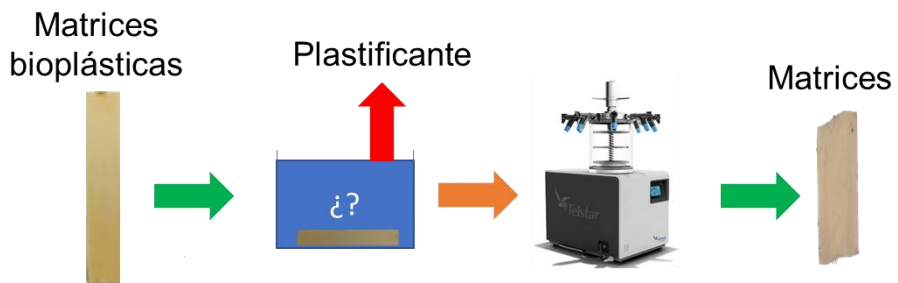 Matrices
bioplásticas
Plastificante
Matrices
¿?
Telstar